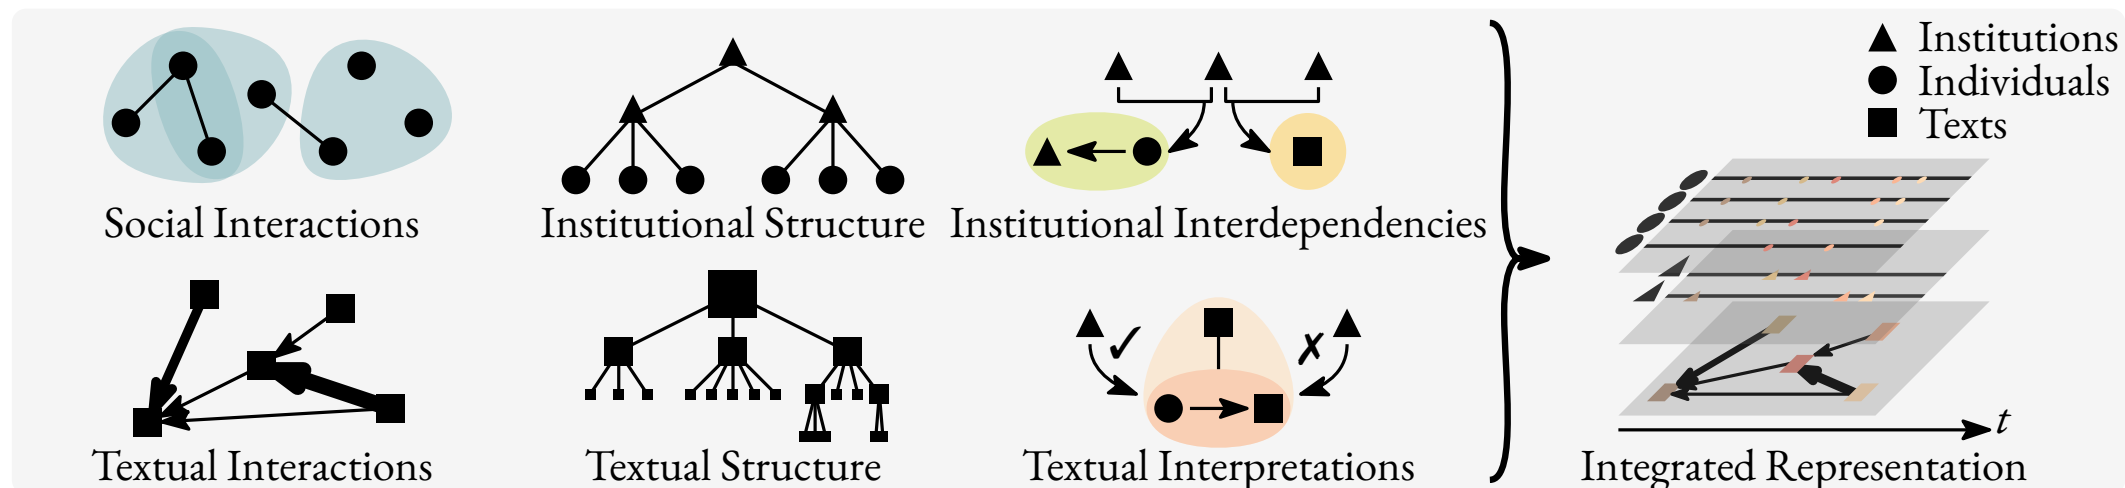 Institutions
Individuals
Texts
Social Interactions
Institutional Structure
Institutional Interdependencies
t
Textual Interactions
Textual Structure
Textual Interpretations
Integrated Representation